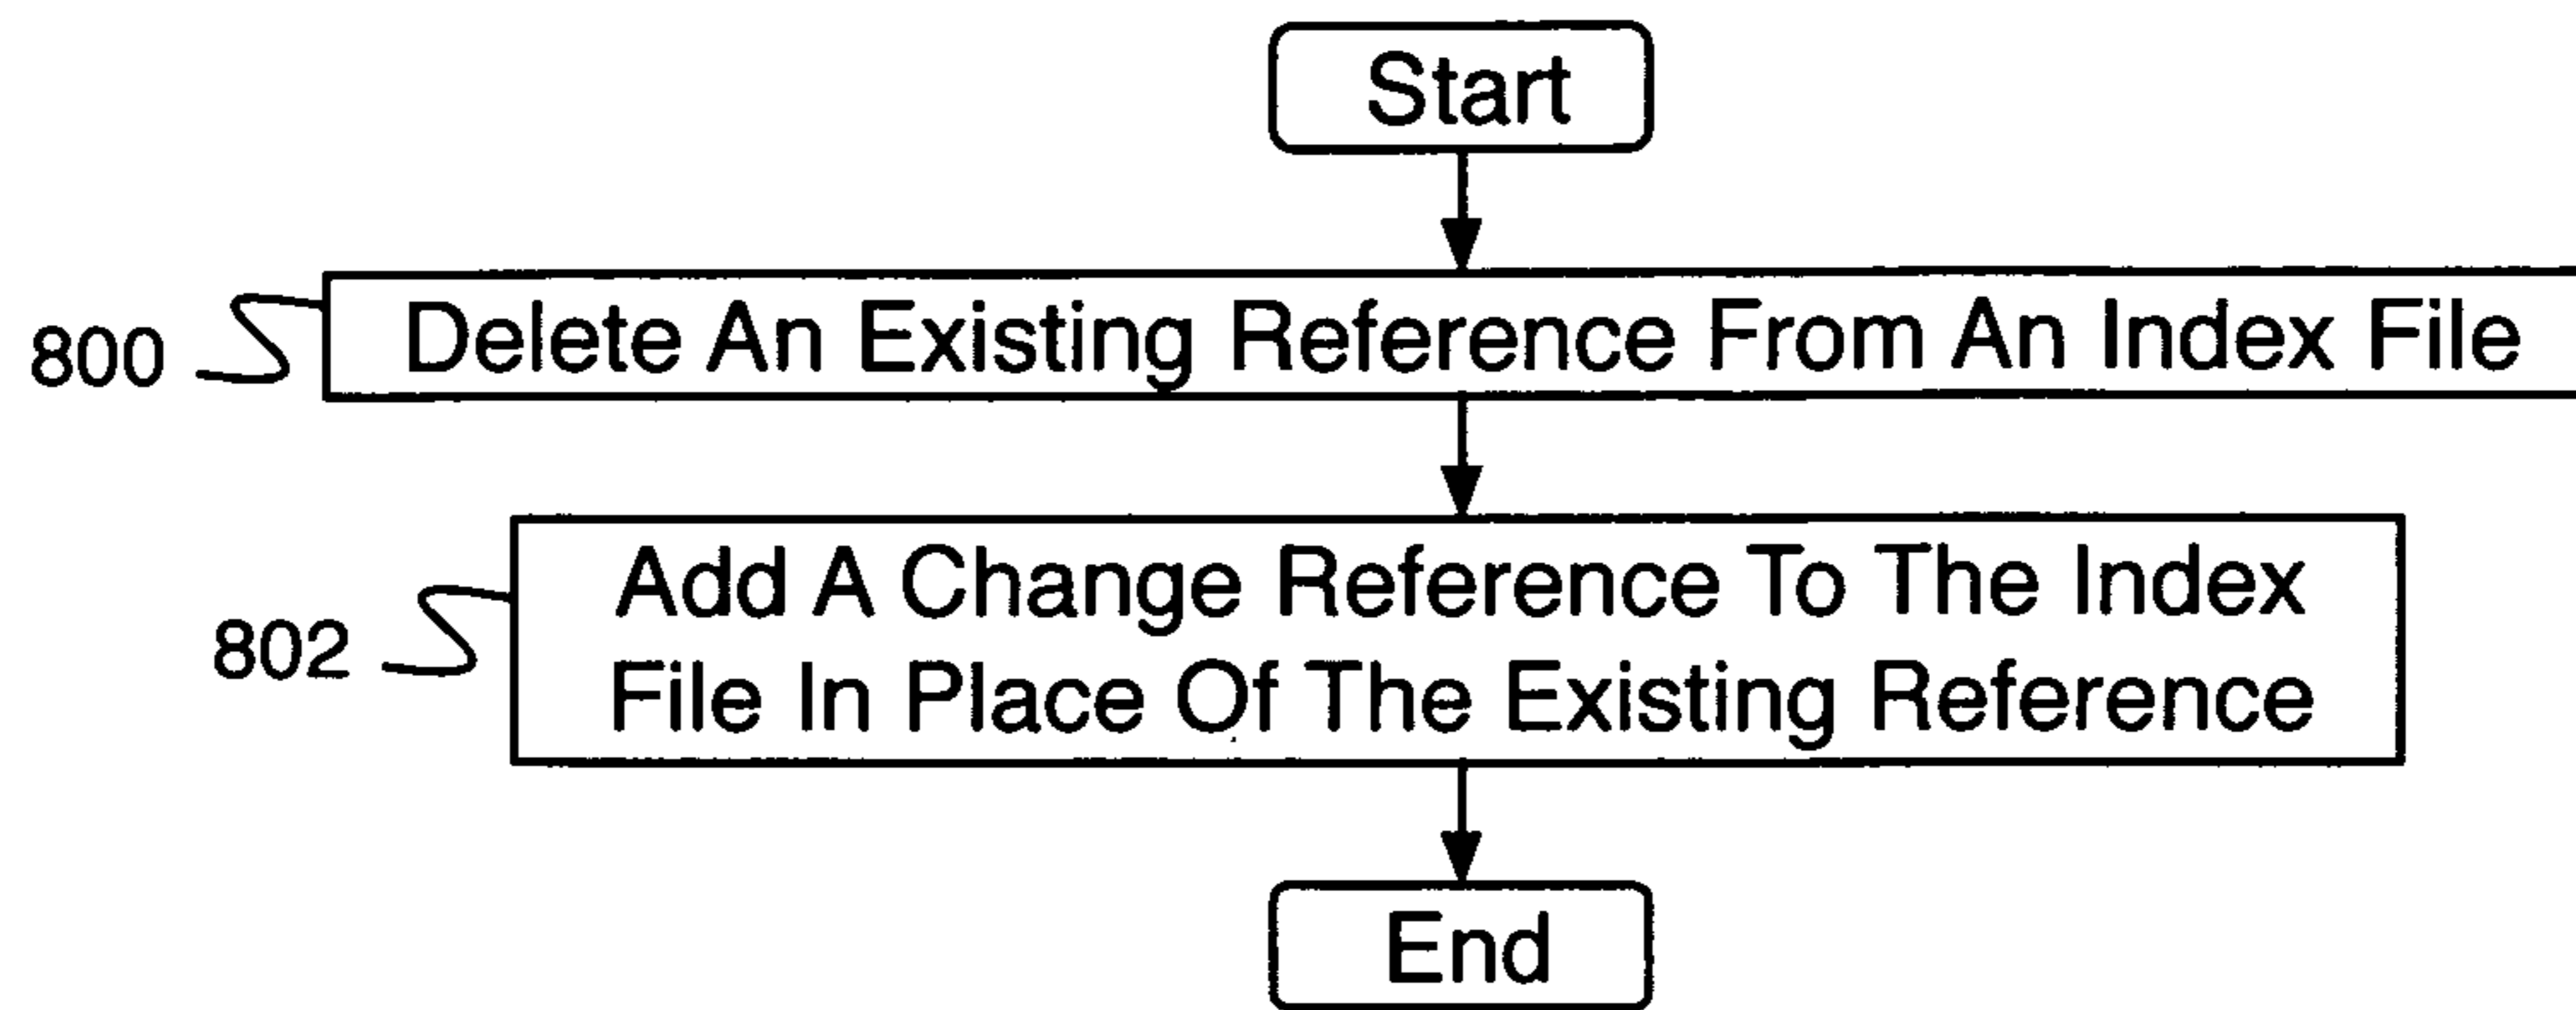 Start
800
Delete An Existing Reference From An Index File
802
Add A Change Reference To The Index
File In Place Of The Existing Reference
End